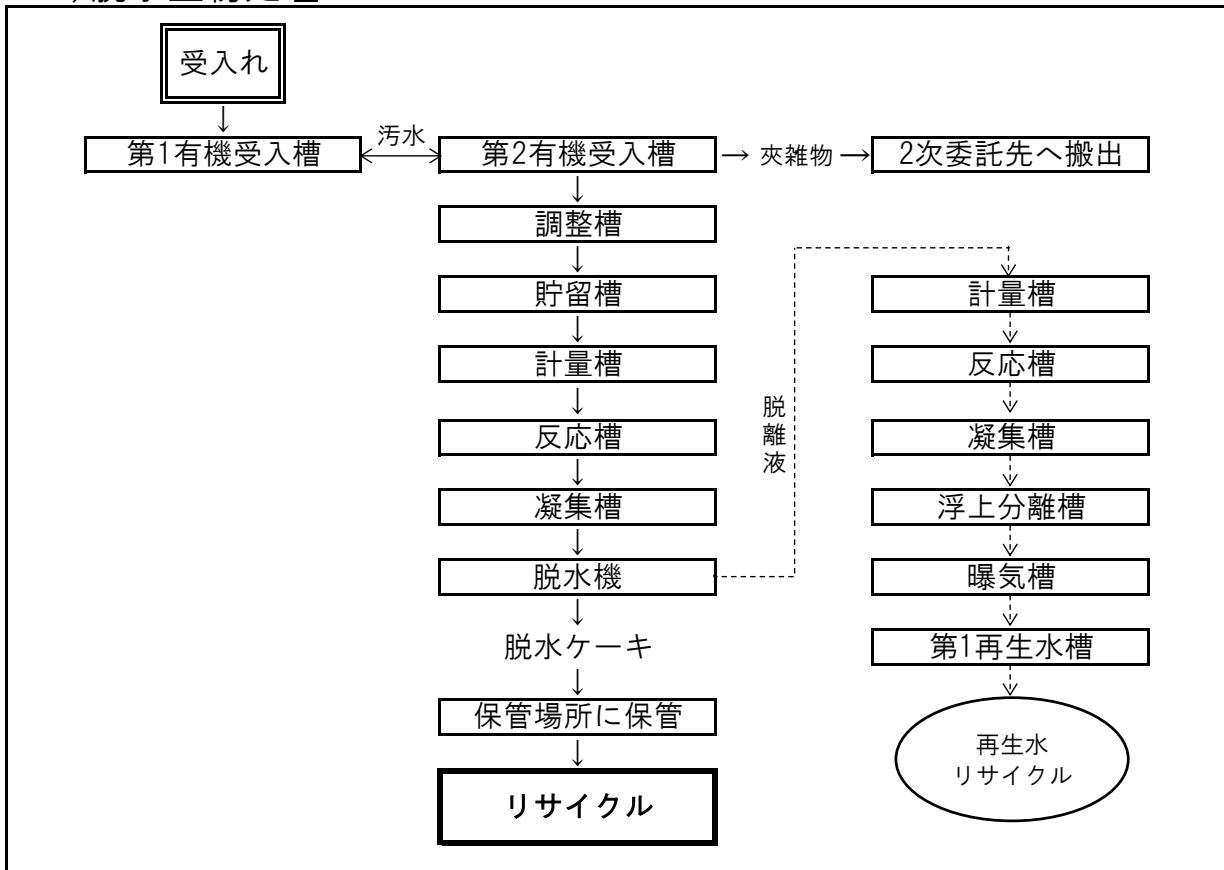 受入れ
第1有機受入槽
汚水
第2有機受入槽
夾雑物
2次委託先へ搬出
調整槽
貯留槽
計量槽
反応槽
凝集槽
脱水機
脱水ケーキ
保管場所に保管
リサイクル
脱離液
計量槽
反応槽
凝集槽
浮上分離槽
曝気槽
第1再生水槽
再生水
リサイクル